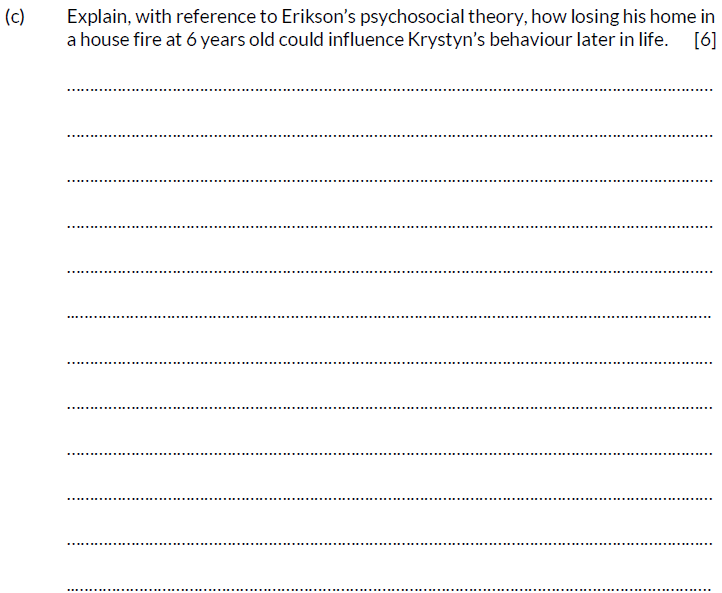 (c) Explain, with reference to Erikson’s psychosocial theory, how losing his home in
a house fire at 6 years old could influence Krystyn’s behaviour later in life. [6]